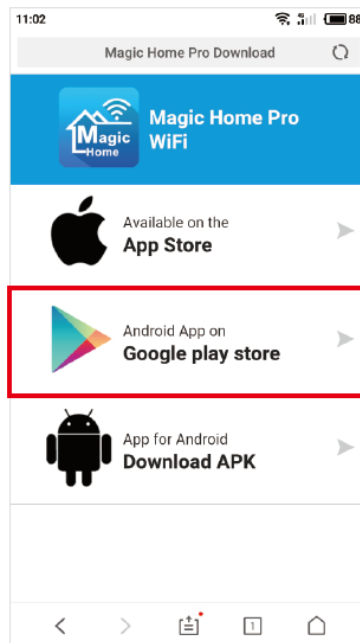 11:02
88
Magic Home Pro Download
Magic Home
Magic Home Pro
WiFi
Available on the
App Store
Android App on
Google play store
App for Android
Download APK
1